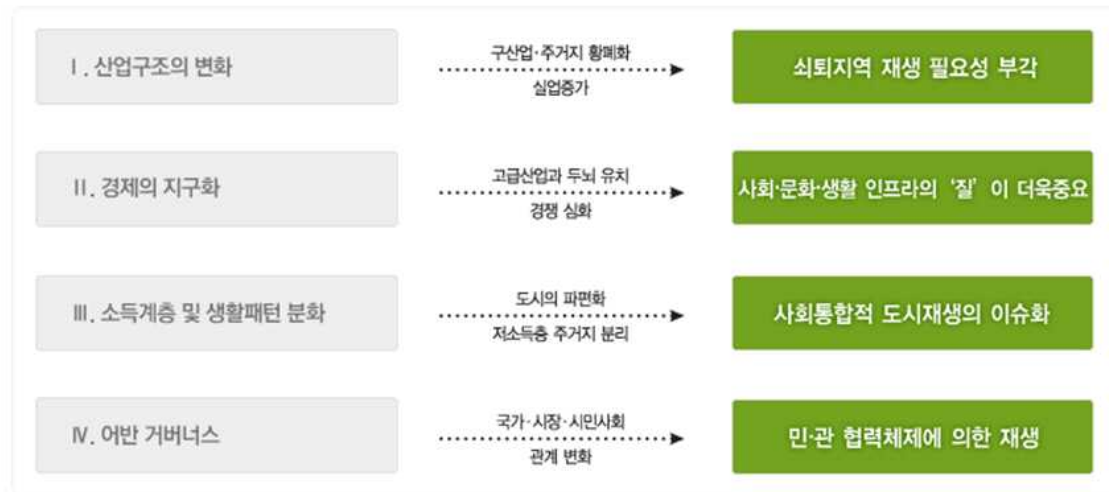 Ⅰ. 산업구조의 변화
구산업·주거지 황폐화
실업증가
쇠퇴지역 재생 필요성 부각
Ⅱ. 경제의 지구화
고급산업과 두뇌 유치
경쟁 심화
사회·문화·생활 인프라의 ‘질’ 이 더욱중요
Ⅲ. 소득계층 및 생활패턴 분화
도시의 파편화
저소득층 주거지 분리
사회통합적 도시재생의 이슈화
Ⅳ. 어반 거버너스
국가·시장·시민사회
관계 변화
민·관 협력체제에 의한 재생